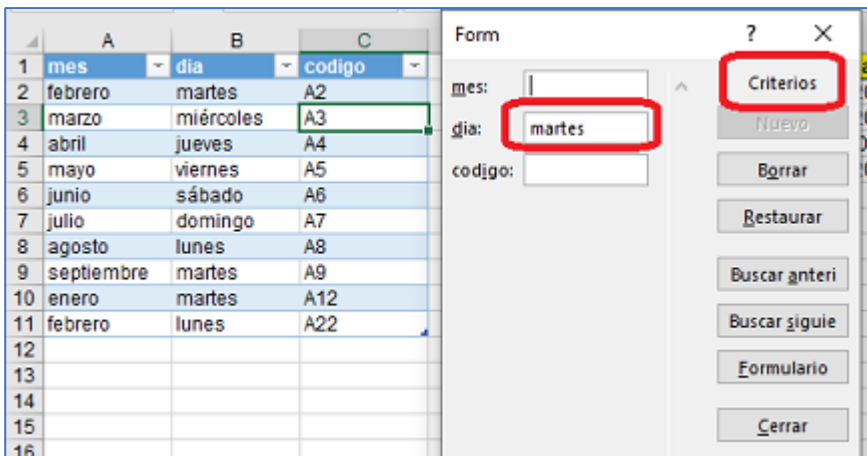 A B C
1 mes dia codigo
2 febrero martes A2
3 marzo miércoles A3
4 abril jueves A4
5 mayo viernes A5
6 junio sábado A6
7 julio domingo A7
8 agosto lunes A8
9 septiembre martes A9
10 enero martes A12
11 febrero lunes A22
12
13
14
15
16
Form ? ×
mes:
dia: martes
codigo:
Criterios
Nuevo
Borrar
Restaurar
Buscar anteri
Buscar siguie
Formulario
Cerrar